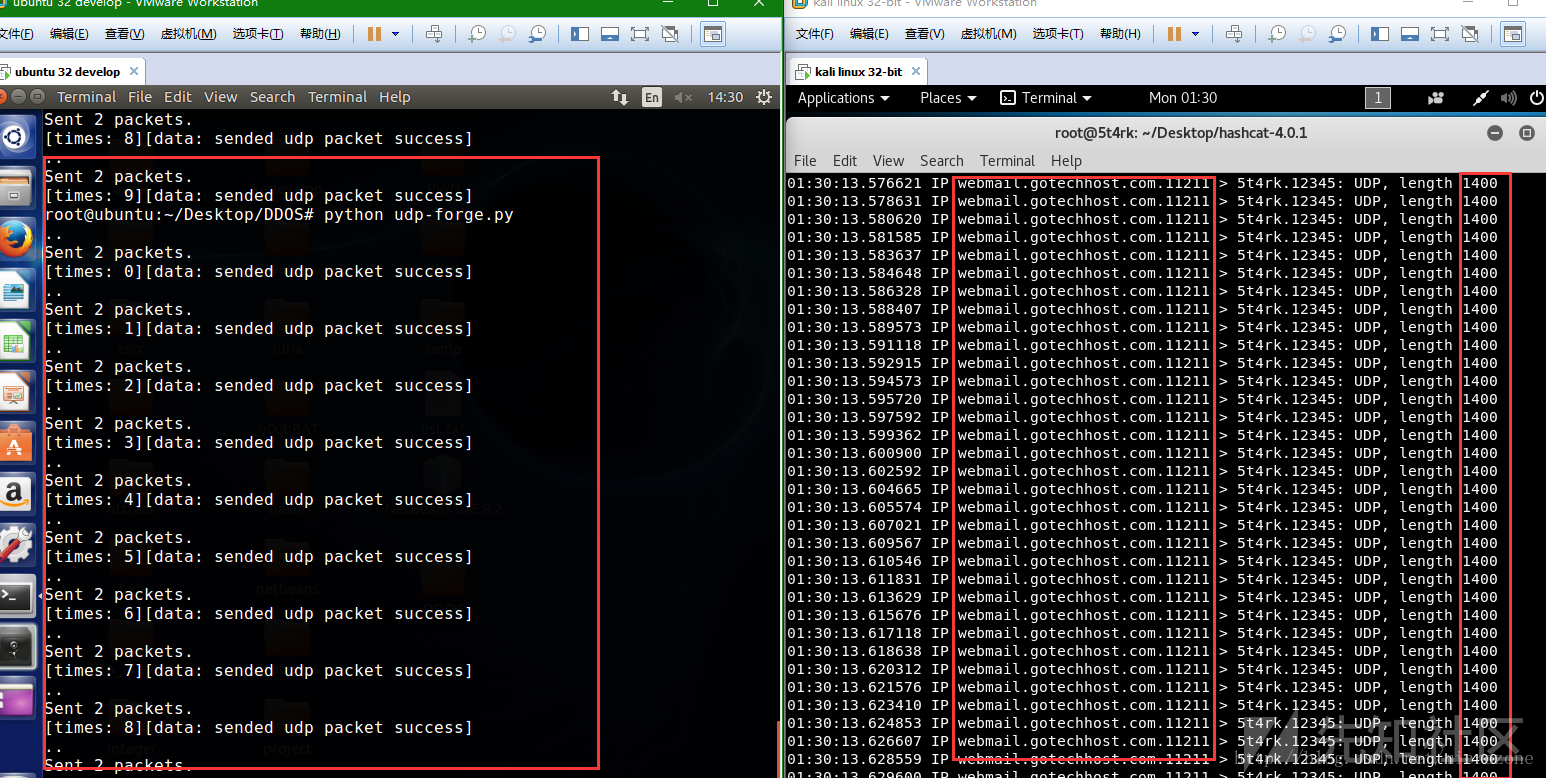 ubuntu 32 develop - VMware Workstation
文件(F) 编辑(E) 查看(V) 虚拟机(M) 选项卡(T) 帮助(H)
ubuntu 32 develop ×
Terminal File Edit View Search Terminal Help En 14:30
Sent 2 packets.
[times: 8][data: sended udp packet success]
..
Sent 2 packets.
[times: 9][data: sended udp packet success]
root@ubuntu:~/Desktop/DDOS# python udp-forge.py
..
Sent 2 packets.
[times: 0][data: sended udp packet success]
..
Sent 2 packets.
[times: 1][data: sended udp packet success]
..
Sent 2 packets.
[times: 2][data: sended udp packet success]
..
Sent 2 packets.
[times: 3][data: sended udp packet success]
..
Sent 2 packets.
[times: 4][data: sended udp packet success]
..
Sent 2 packets.
[times: 5][data: sended udp packet success]
..
Sent 2 packets.
[times: 6][data: sended udp packet success]
..
Sent 2 packets.
[times: 7][data: sended udp packet success]
..
Sent 2 packets.
[times: 8][data: sended udp packet success]
..
Sent 2 packets.
temp
netbeans
integer
project
kali linux 32-bit - VMware Workstation
文件(F) 编辑(E) 查看(V) 虚拟机(M) 选项卡(T) 帮助(H)
kali linux 32-bit ×
Applications Places Terminal Mon 01:30 1
root@5t4rk: ~/Desktop/hashcat-4.0.1
File Edit View Search Terminal Help
01:30:13.576621 IP webmail.gotechhost.com.11211 > 5t4rk.12345: UDP, length 1400
01:30:13.578631 IP webmail.gotechhost.com.11211 > 5t4rk.12345: UDP, length 1400
01:30:13.580620 IP webmail.gotechhost.com.11211 > 5t4rk.12345: UDP, length 1400
01:30:13.581585 IP webmail.gotechhost.com.11211 > 5t4rk.12345: UDP, length 1400
01:30:13.583637 IP webmail.gotechhost.com.11211 > 5t4rk.12345: UDP, length 1400
01:30:13.584648 IP webmail.gotechhost.com.11211 > 5t4rk.12345: UDP, length 1400
01:30:13.586328 IP webmail.gotechhost.com.11211 > 5t4rk.12345: UDP, length 1400
01:30:13.588407 IP webmail.gotechhost.com.11211 > 5t4rk.12345: UDP, length 1400
01:30:13.589573 IP webmail.gotechhost.com.11211 > 5t4rk.12345: UDP, length 1400
01:30:13.591118 IP webmail.gotechhost.com.11211 > 5t4rk.12345: UDP, length 1400
01:30:13.592915 IP webmail.gotechhost.com.11211 > 5t4rk.12345: UDP, length 1400
01:30:13.594573 IP webmail.gotechhost.com.11211 > 5t4rk.12345: UDP, length 1400
01:30:13.595720 IP webmail.gotechhost.com.11211 > 5t4rk.12345: UDP, length 1400
01:30:13.597592 IP webmail.gotechhost.com.11211 > 5t4rk.12345: UDP, length 1400
01:30:13.599362 IP webmail.gotechhost.com.11211 > 5t4rk.12345: UDP, length 1400
01:30:13.600900 IP webmail.gotechhost.com.11211 > 5t4rk.12345: UDP, length 1400
01:30:13.602592 IP webmail.gotechhost.com.11211 > 5t4rk.12345: UDP, length 1400
01:30:13.604665 IP webmail.gotechhost.com.11211 > 5t4rk.12345: UDP, length 1400
01:30:13.605574 IP webmail.gotechhost.com.11211 > 5t4rk.12345: UDP, length 1400
01:30:13.607021 IP webmail.gotechhost.com.11211 > 5t4rk.12345: UDP, length 1400
01:30:13.609567 IP webmail.gotechhost.com.11211 > 5t4rk.12345: UDP, length 1400
01:30:13.610546 IP webmail.gotechhost.com.11211 > 5t4rk.12345: UDP, length 1400
01:30:13.611831 IP webmail.gotechhost.com.11211 > 5t4rk.12345: UDP, length 1400
01:30:13.613629 IP webmail.gotechhost.com.11211 > 5t4rk.12345: UDP, length 1400
01:30:13.615676 IP webmail.gotechhost.com.11211 > 5t4rk.12345: UDP, length 1400
01:30:13.617118 IP webmail.gotechhost.com.11211 > 5t4rk.12345: UDP, length 1400
01:30:13.618638 IP webmail.gotechhost.com.11211 > 5t4rk.12345: UDP, length 1400
01:30:13.620312 IP webmail.gotechhost.com.11211 > 5t4rk.12345: UDP, length 1400
01:30:13.621576 IP webmail.gotechhost.com.11211 > 5t4rk.12345: UDP, length 1400
01:30:13.623410 IP webmail.gotechhost.com.11211 > 5t4rk.12345: UDP, length 1400
01:30:13.624853 IP webmail.gotechhost.com.11211 > 5t4rk.12345: UDP, length 1400
01:30:13.626607 IP webmail.gotechhost.com.11211 > 5t4rk.12345: UDP, length 1400
01:30:13.628559 IP webmail.gotechhost.com.11211 > 5t4rk.12345: UDP, length 1400
01:30:13.629600 IP webmail.gotechhost.com.11211 > 5t4rk.12345: UDP, length 1400
先知社区